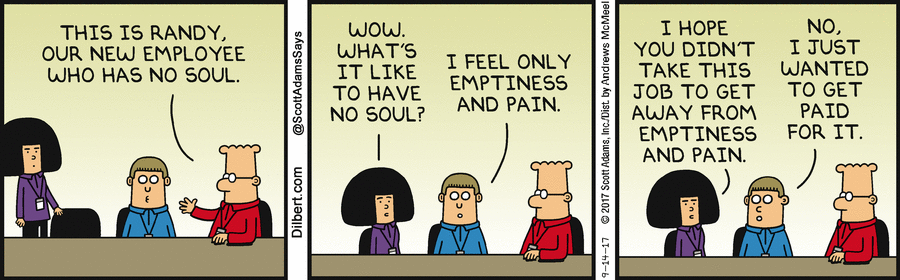 THIS IS RANDY,
OUR NEW EMPLOYEE
WHO HAS NO SOUL.
Dilbert.com @ScottAdamsSays
WOW.
WHAT'S
IT LIKE
TO HAVE
NO SOUL?
I FEEL ONLY
EMPTINESS
AND PAIN.
9-14-17 © 2017 Scott Adams, Inc./Dist. by Andrews McMeel
I HOPE
YOU DIDN'T
TAKE THIS
JOB TO GET
AWAY FROM
EMPTINESS
AND PAIN.
NO,
I JUST
WANTED
TO GET
PAID
FOR IT.